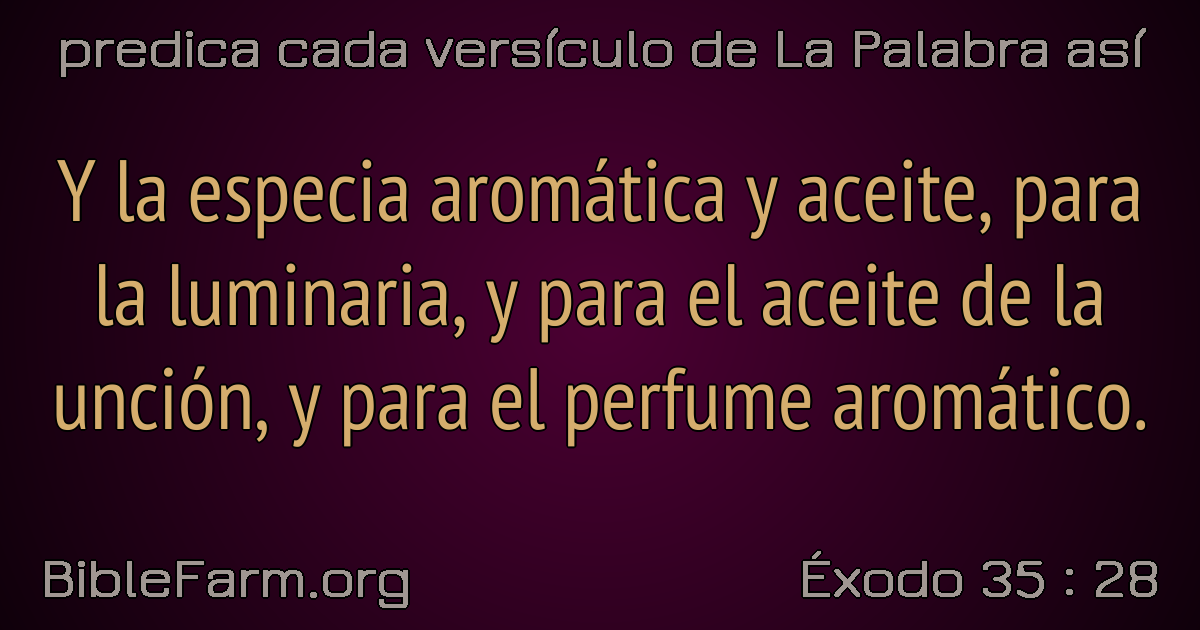 predica cada versículo de La Palabra así
Y la especia aromática y aceite, para
la luminaria, y para el aceite de la
unción, y para el perfume aromático.
BibleFarm.org
Éxodo 35 : 28